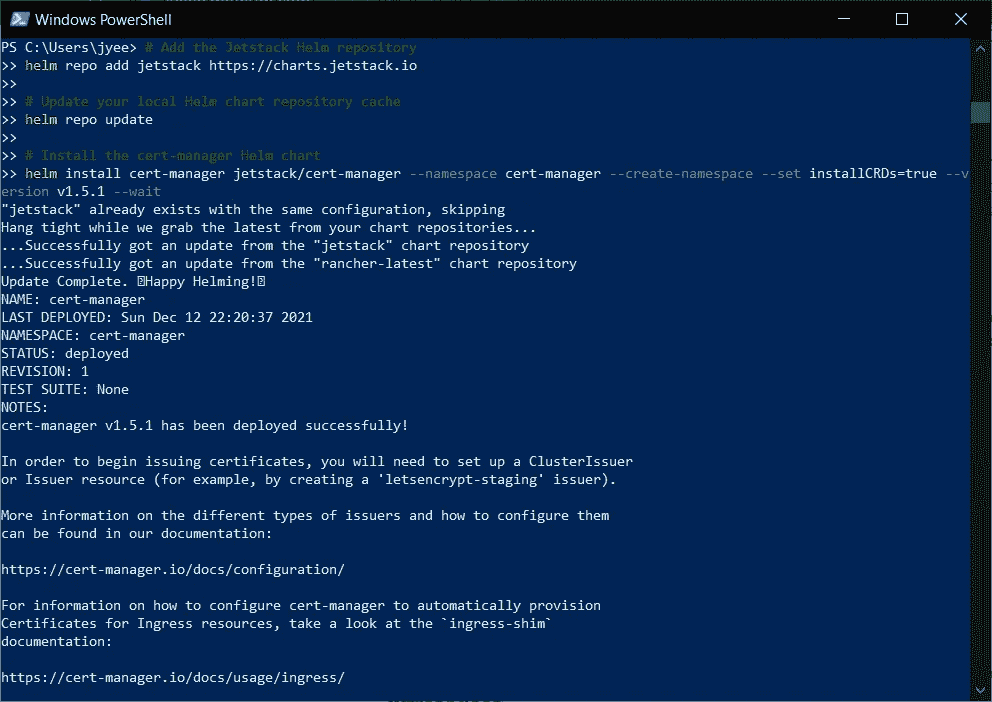 Windows PowerShell
PS C:\Users\jyee> # Add the Jetstack Helm repository
>> helm repo add jetstack https://charts.jetstack.io
>>
>> # Update your local Helm chart repository cache
>> helm repo update
>>
>> # Install the cert-manager Helm chart
>> helm install cert-manager jetstack/cert-manager --namespace cert-manager --create-namespace --set installCRDs=true --v
ersion v1.5.1 --wait
"jetstack" already exists with the same configuration, skipping
Hang tight while we grab the latest from your chart repositories...
...Successfully got an update from the "jetstack" chart repository
...Successfully got an update from the "rancher-latest" chart repository
Update Complete. ⍰Happy Helming!⍰
NAME: cert-manager
LAST DEPLOYED: Sun Dec 12 22:20:37 2021
NAMESPACE: cert-manager
STATUS: deployed
REVISION: 1
TEST SUITE: None
NOTES:
cert-manager v1.5.1 has been deployed successfully!
In order to begin issuing certificates, you will need to set up a ClusterIssuer
or Issuer resource (for example, by creating a 'letsencrypt-staging' issuer).
More information on the different types of issuers and how to configure them
can be found in our documentation:
https://cert-manager.io/docs/configuration/
For information on how to configure cert-manager to automatically provision
Certificates for Ingress resources, take a look at the `ingress-shim`
documentation:
https://cert-manager.io/docs/usage/ingress/